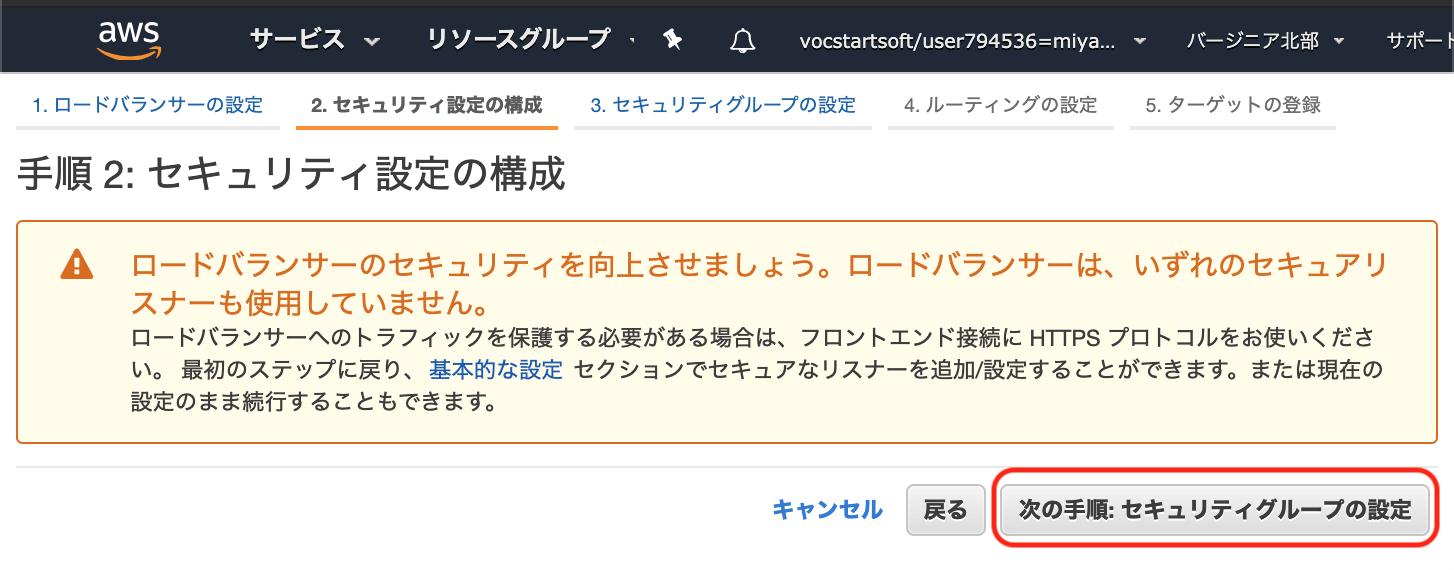 aws サービス リソースグループ vocstartsoft/user794536=miya... バージニア北部 サポート
1. ロードバランサーの設定 2. セキュリティ設定の構成 3. セキュリティグループの設定 4. ルーティングの設定 5. ターゲットの登録
手順 2: セキュリティ設定の構成
ロードバランサーのセキュリティを向上させましょう。ロードバランサーは、いずれのセキュアリ
スナーも使用していません。
ロードバランサーへのトラフィックを保護する必要がある場合は、フロントエンド接続に HTTPS プロトコルをお使いくださ
い。 最初のステップに戻り、 基本的な設定 セクションでセキュアなリスナーを追加/設定することができます。または現在の
設定のまま続行することもできます。
キャンセル 戻る 次の手順: セキュリティグループの設定